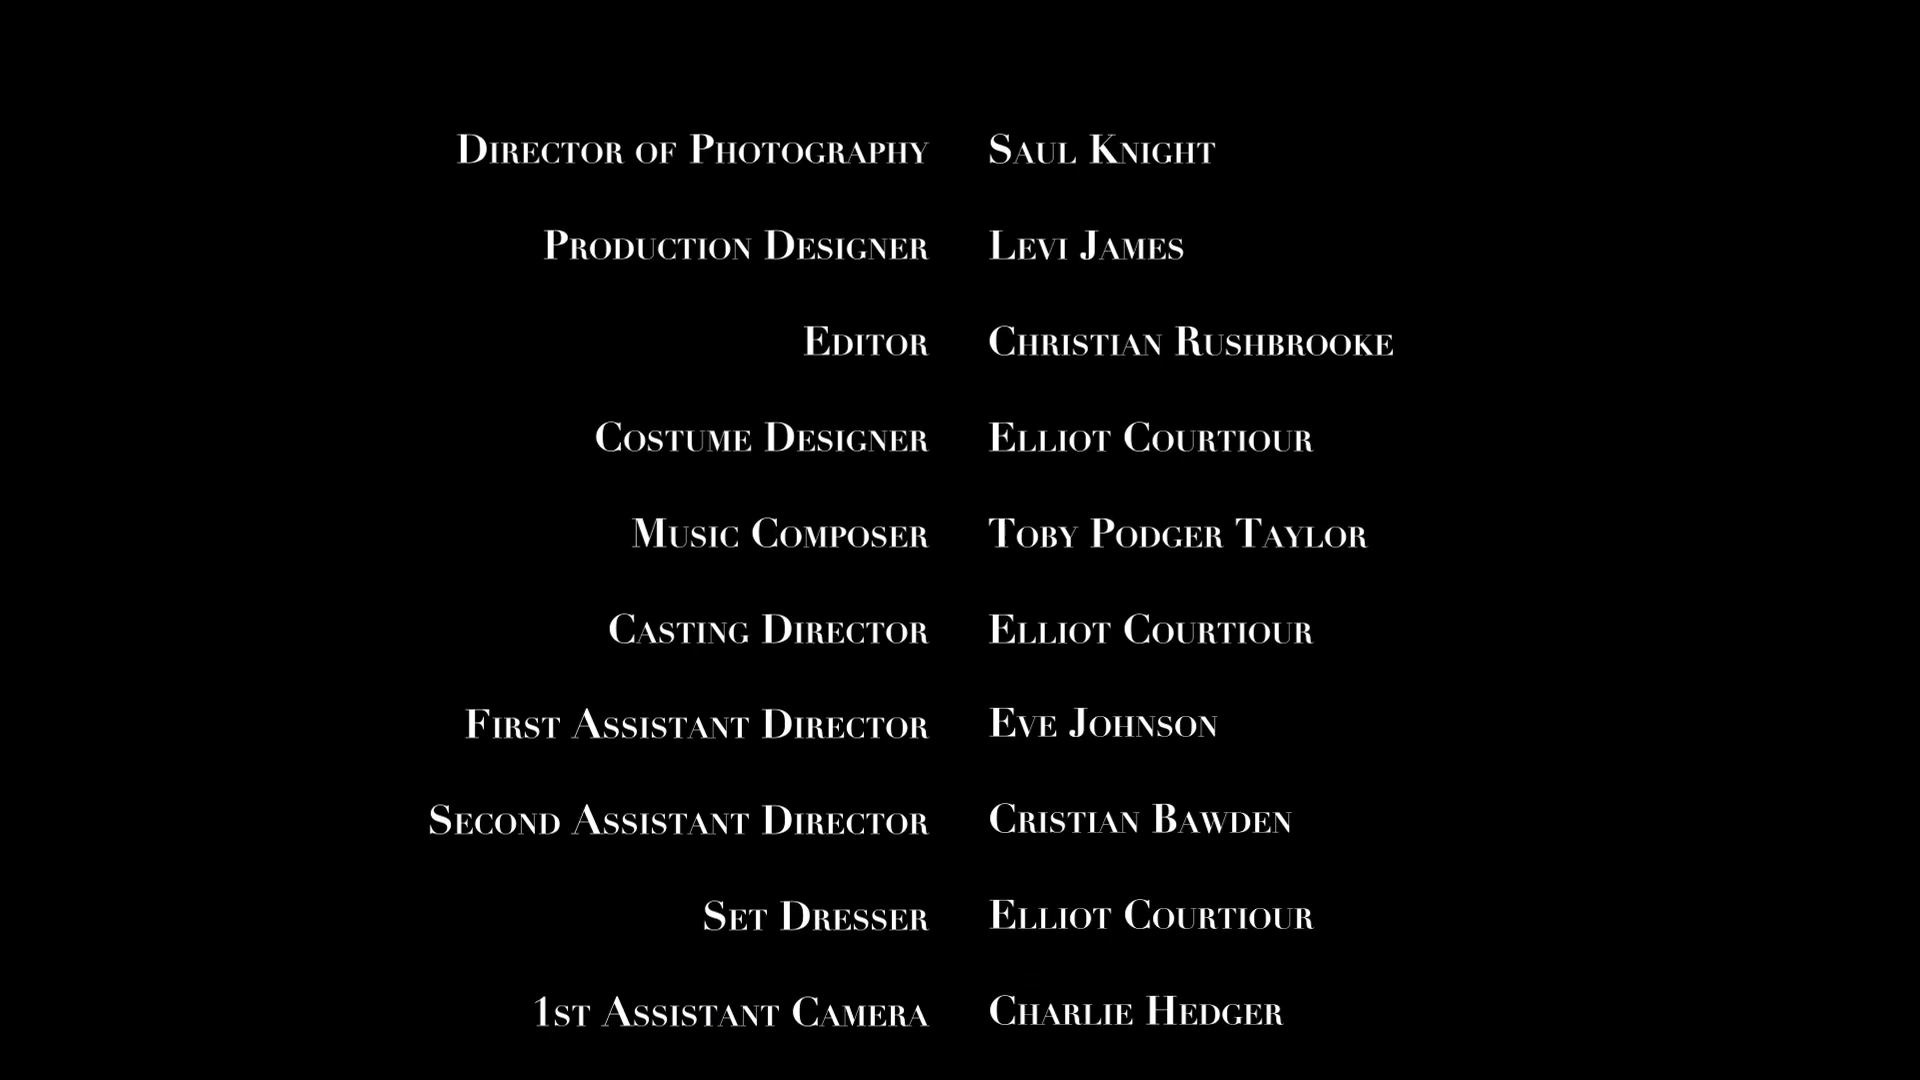 Director of Photography Saul Knight
Production Designer Levi James
Editor Christian Rushbrooke
Costume Designer Elliot Courtiour
Music Composer Toby Podger Taylor
Casting Director Elliot Courtiour
First Assistant Director Eve Johnson
Second Assistant Director Cristian Bawden
Set Dresser Elliot Courtiour
1st Assistant Camera Charlie Hedger